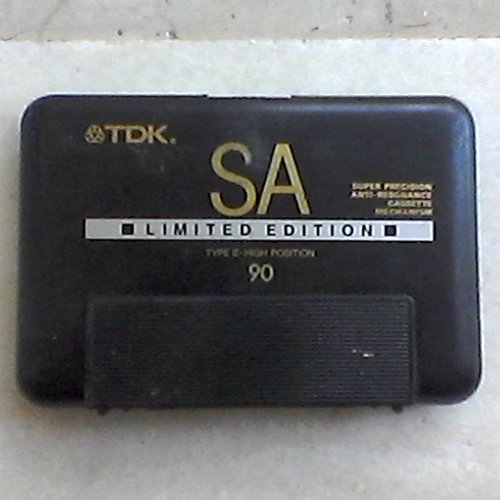 TDK®
SA
SUPER PRECISION
ANTI-RESONANCE
CASSETTE
MECHANISM
LIMITED EDITION
TYPE II-HIGH POSITION
90